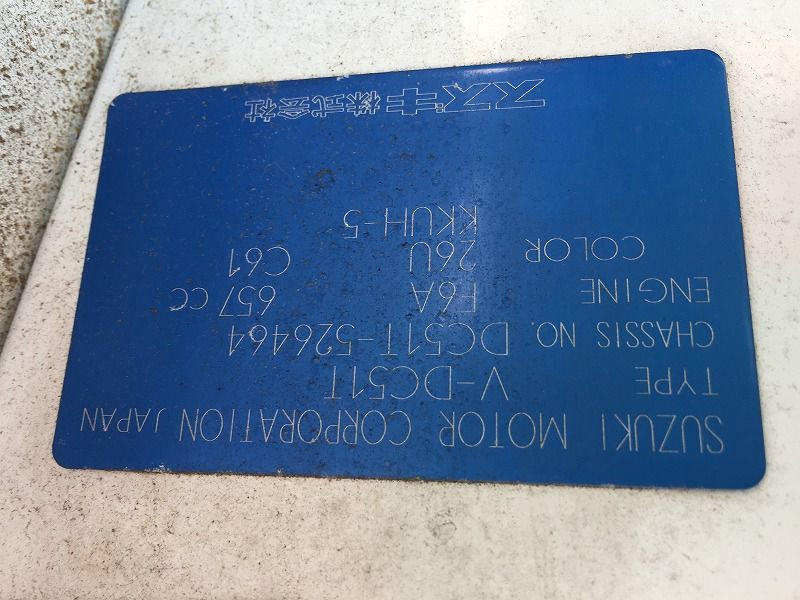 SUZUKI MOTOR CORPORATION JAPAN
TYPE V-DC51T
CHASSIS NO. DC51T-526464
ENGINE F6A 657 CC
COLOR 26U C61
KKUH-5
スズキ株式会社